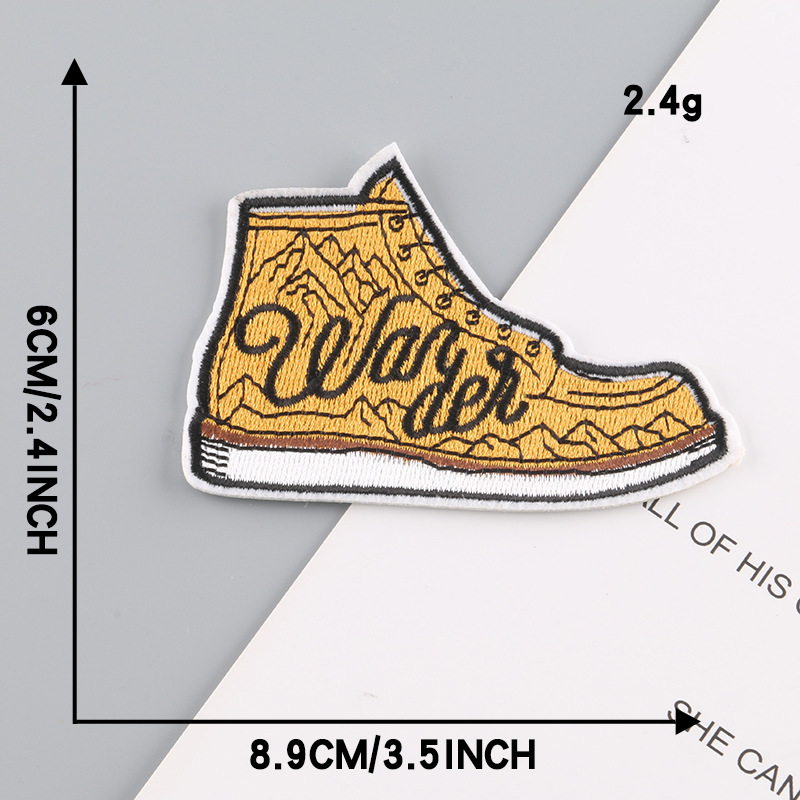 2.4g
6CM/2.4INCH
Wander
LL OF HIS
SHE CAN
8.9CM/3.5INCH